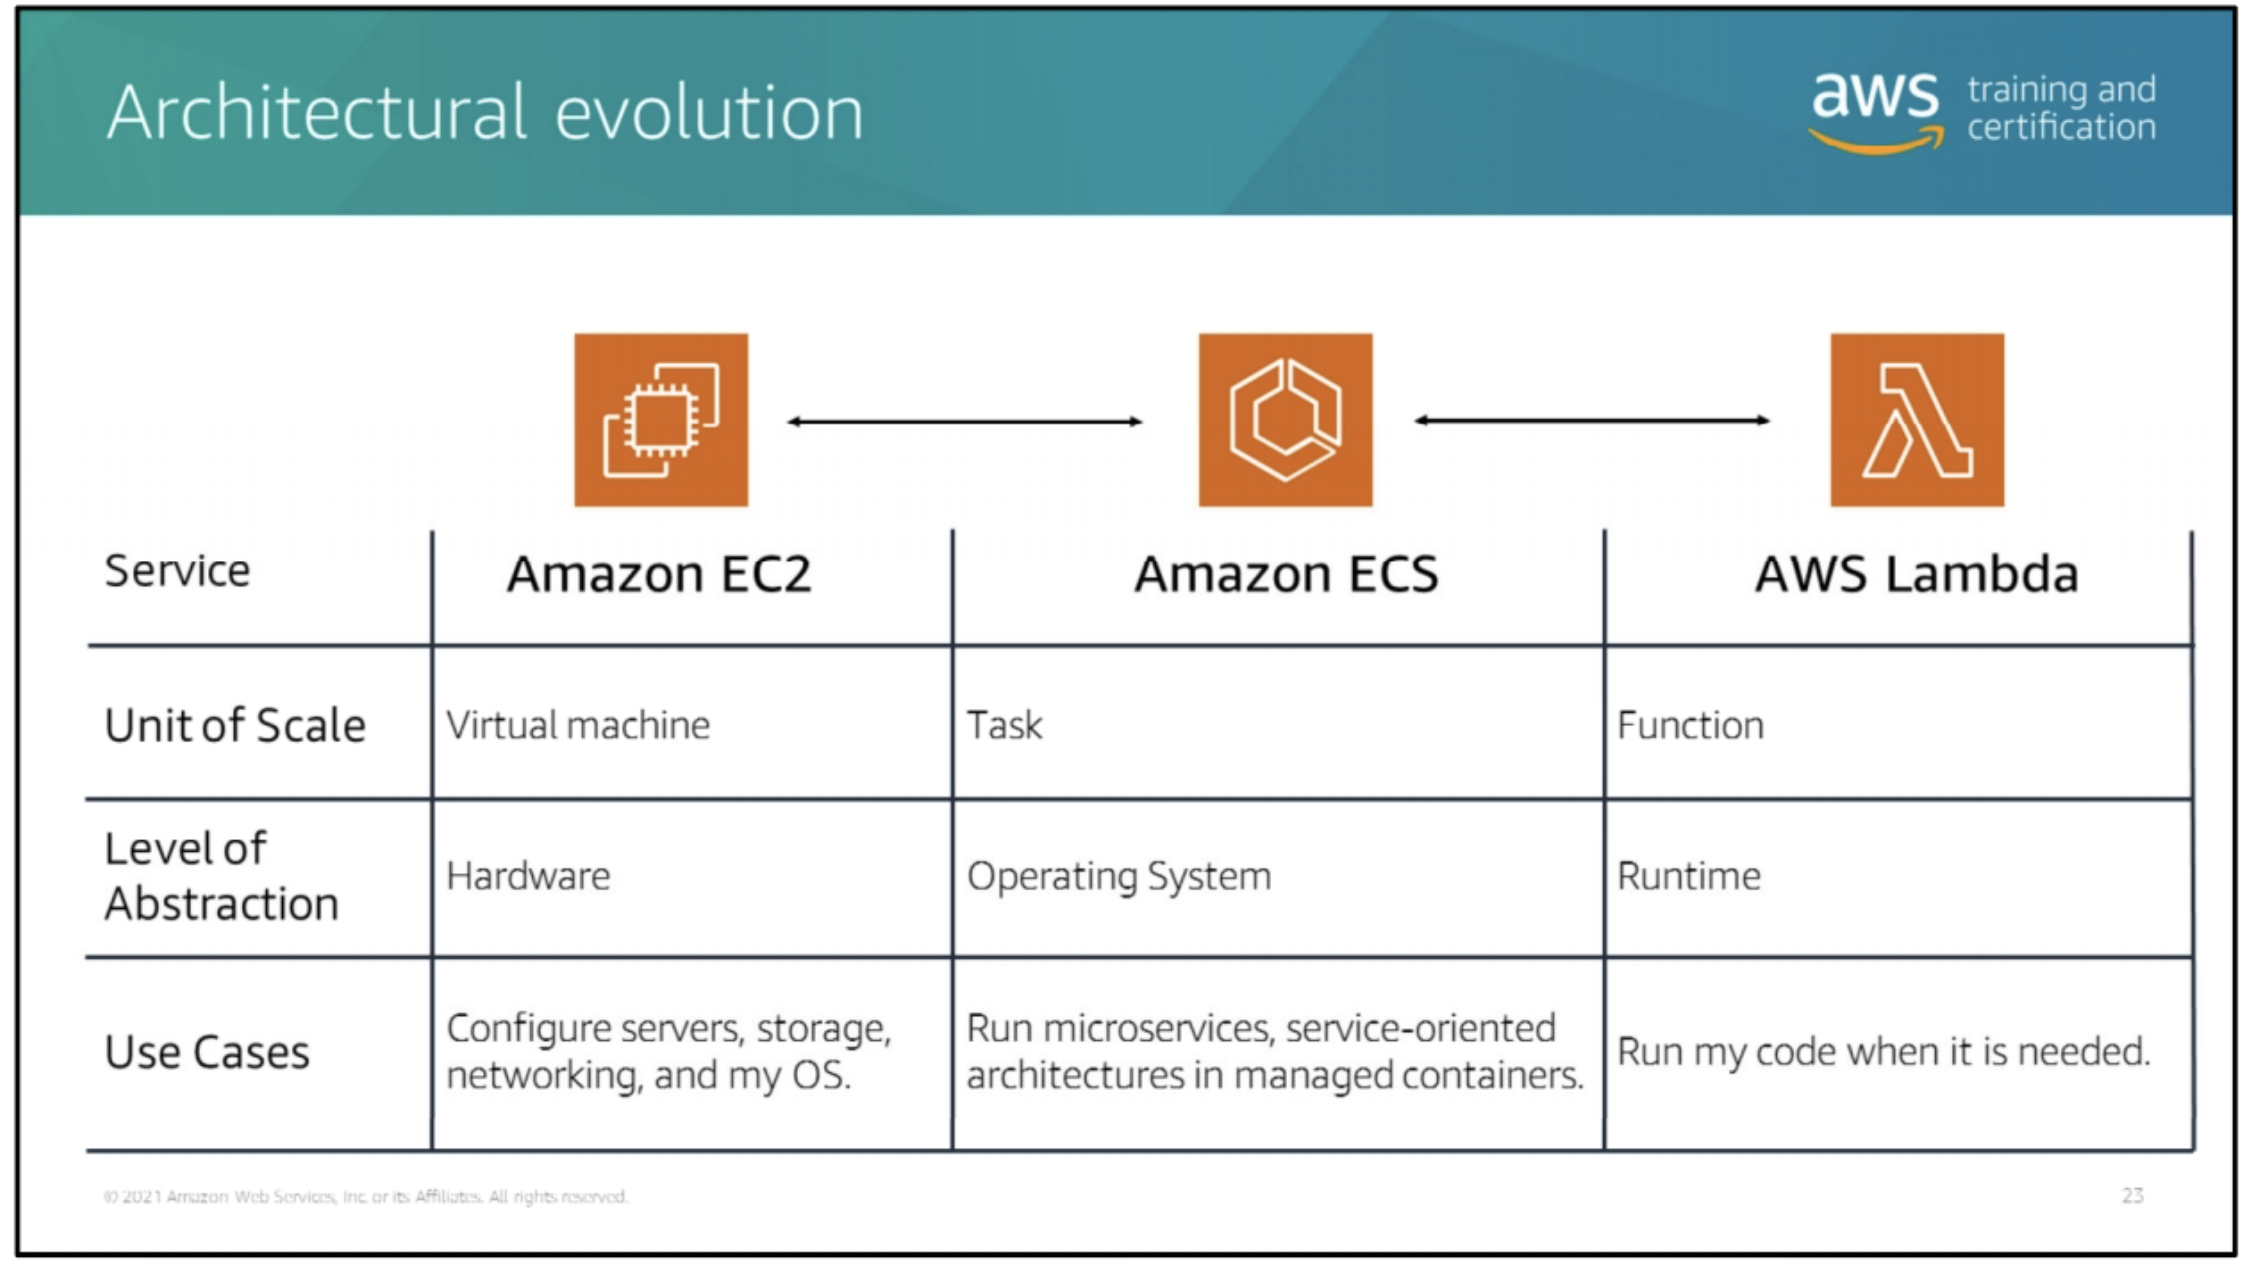 Architectural evolution
aws training and
certification
Service
Amazon EC2
Amazon ECS
AWS Lambda
Unit of Scale
Virtual machine
Task
Function
Level of
Abstraction
Hardware
Operating System
Runtime
Use Cases
Configure servers, storage,
networking, and my OS.
Run microservices, service-oriented
architectures in managed containers.
Run my code when it is needed.
© 2021 Amazon Web Services, Inc. or its Affiliates. All rights reserved.
23